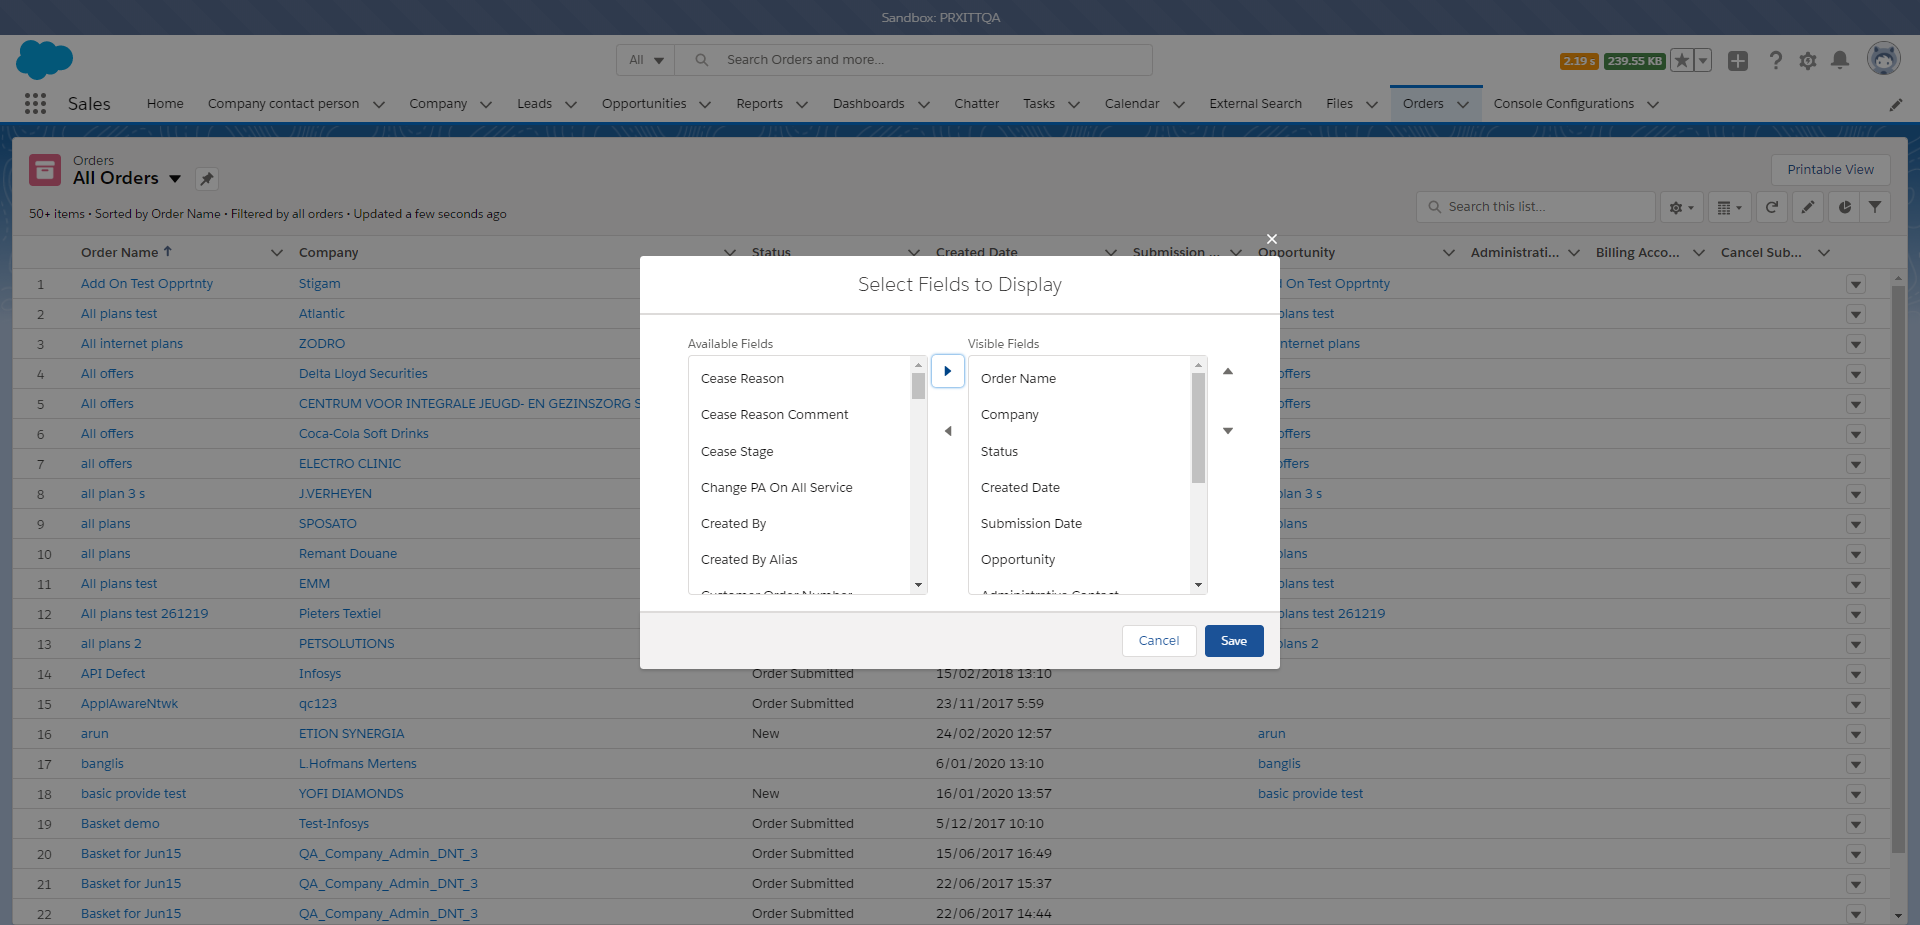 Sandbox: PRXITTQA
All
Search Orders and more...
2.19 s 239.55 KB
Sales Home Company contact person Company Leads Opportunities Reports Dashboards Chatter Tasks Calendar External Search Files Orders Console Configurations
Orders
All Orders
Printable View
50+ items • Sorted by Order Name • Filtered by all orders • Updated a few seconds ago
Search this list...
Order Name Company Status Created Date Submission ... Opportunity Administrati... Billing Acco... Cancel Sub...
1 Add On Test Opprtnty Stigam On Test Opprtnty
2 All plans test Atlantic plans test
3 All internet plans ZODRO internet plans
4 All offers Delta Lloyd Securities offers
5 All offers CENTRUM VOOR INTEGRALE JEUGD- EN GEZINSZORG S offers
6 All offers Coca-Cola Soft Drinks offers
7 all offers ELECTRO CLINIC offers
8 all plan 3 s J.VERHEYEN plan 3 s
9 all plans SPOSATO plans
10 all plans Remant Douane plans
11 All plans test EMM plans test
12 All plans test 261219 Pieters Textiel plans test 261219
13 all plans 2 PETSOLUTIONS plans 2
14 API Defect Infosys Order Submitted 15/02/2018 13:10
15 ApplAwareNtwk qc123 Order Submitted 23/11/2017 5:59
16 arun ETION SYNERGIA New 24/02/2020 12:57 arun
17 banglis L.Hofmans Mertens 6/01/2020 13:10 banglis
18 basic provide test YOFI DIAMONDS New 16/01/2020 13:57 basic provide test
19 Basket demo Test-Infosys Order Submitted 5/12/2017 10:10
20 Basket for Jun15 QA_Company_Admin_DNT_3 Order Submitted 15/06/2017 16:49
21 Basket for Jun15 QA_Company_Admin_DNT_3 Order Submitted 22/06/2017 15:37
22 Basket for Jun15 QA_Company_Admin_DNT_3 Order Submitted 22/06/2017 14:44
Select Fields to Display
Available Fields
Cease Reason
Cease Reason Comment
Cease Stage
Change PA On All Service
Created By
Created By Alias
Customer Order Number
Visible Fields
Order Name
Company
Status
Created Date
Submission Date
Opportunity
Administrative Contact
Cancel
Save